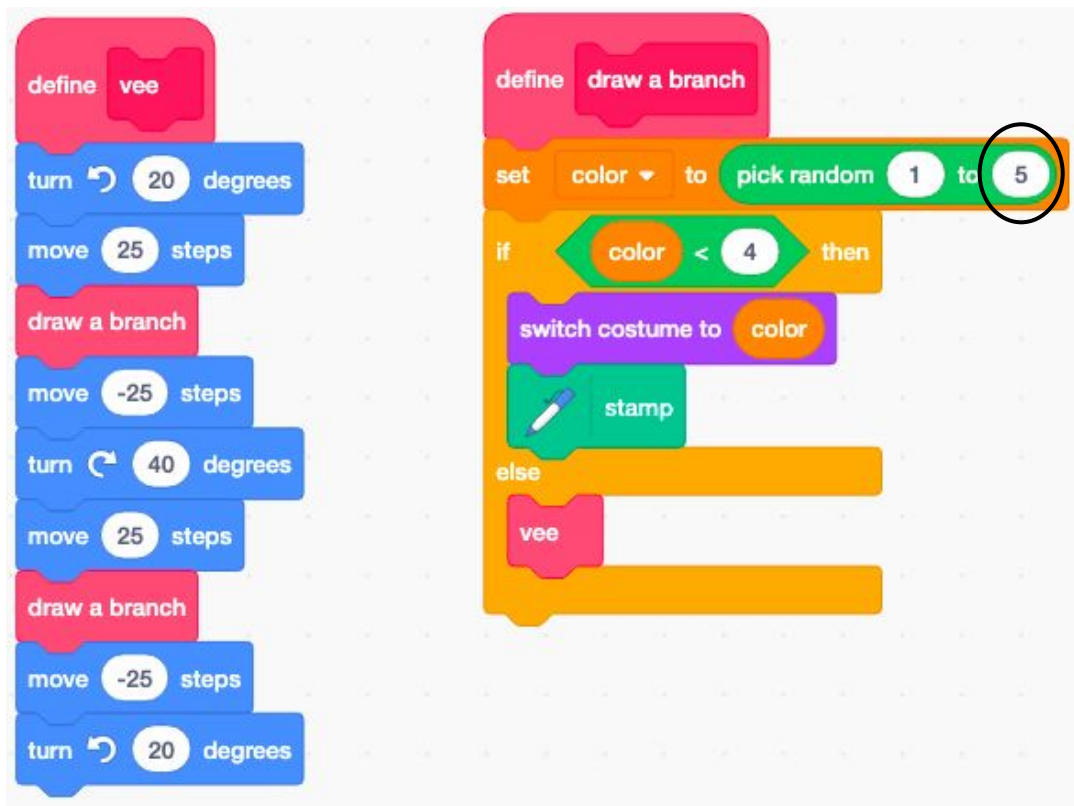 define vee
turn 20 degrees
move 25 steps
draw a branch
move -25 steps
turn 40 degrees
move 25 steps
draw a branch
move -25 steps
turn 20 degrees
define draw a branch
set color to pick random 1 to 5
if color < 4 then
switch costume to color
stamp
else
vee